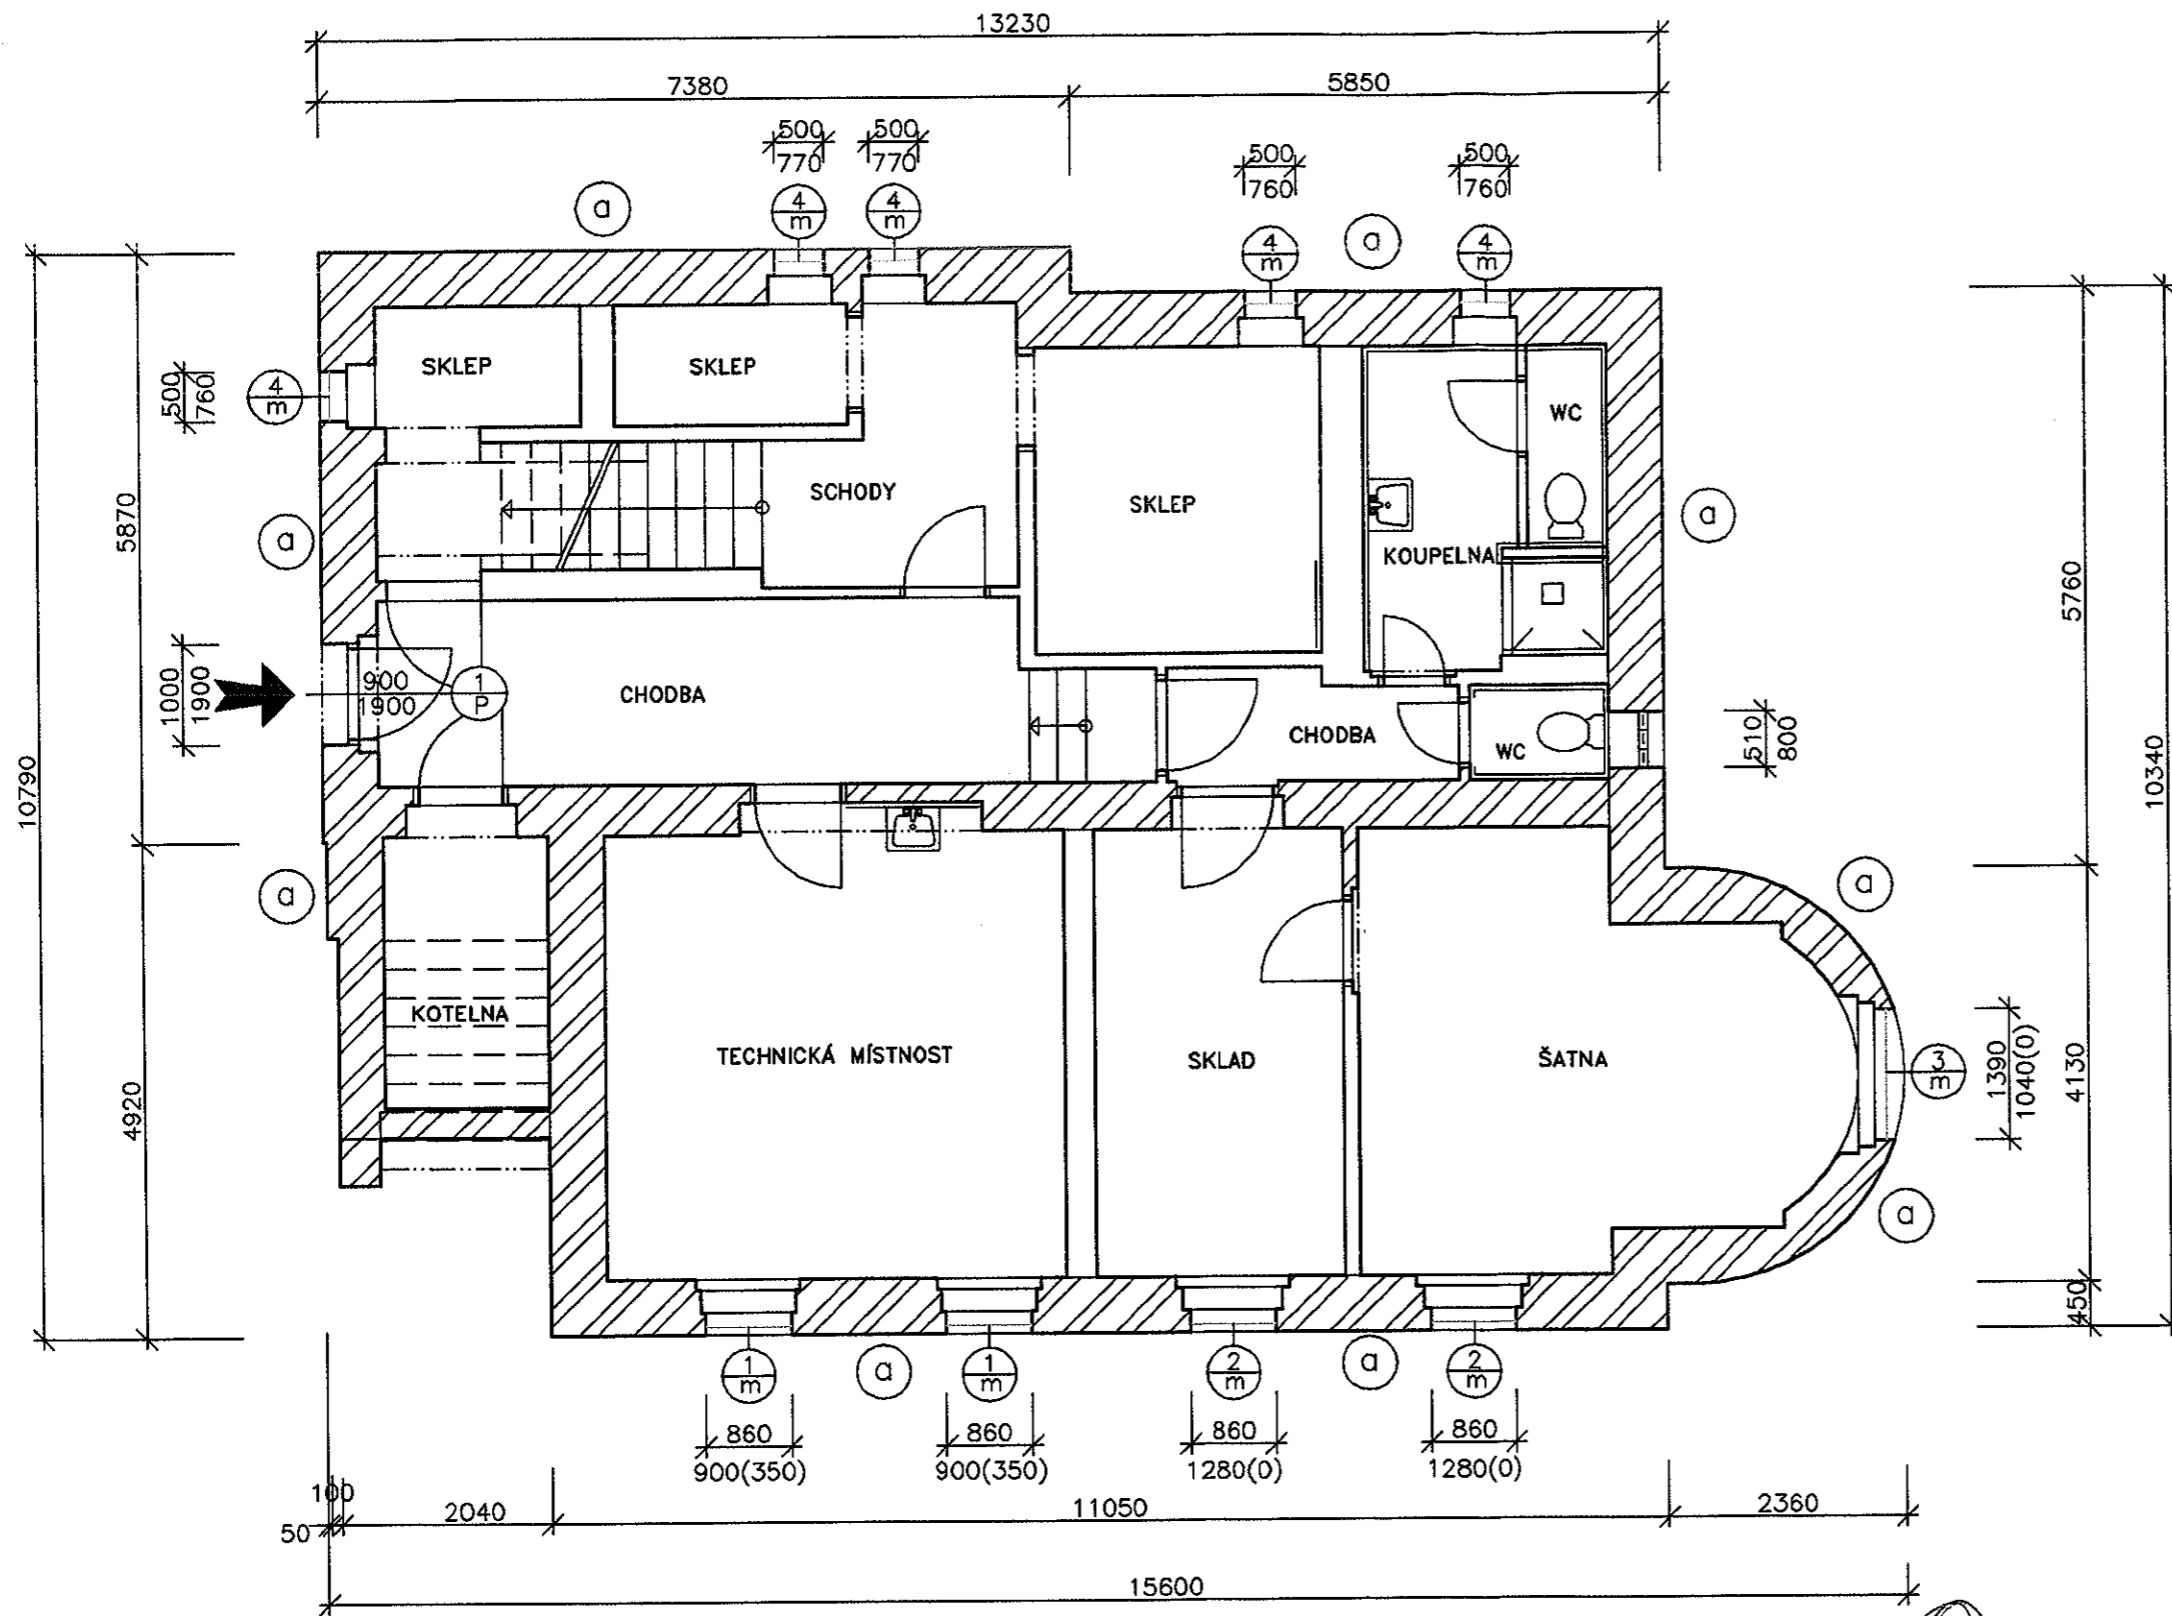 13230
7380
5850
500
770
500
770
500
760
500
760
4
m
4
m
4
m
4
m
a
a
SKLEP
SKLEP
500
760
4
m
WC
SCHODY
SKLEP
5870
a
a
KOUPELNA
5760
1000
1900
900
1900
1
P
CHODBA
CHODBA
WC
510
800
10790
10340
a
a
KOTELNA
TECHNICKÁ MÍSTNOST
SKLAD
ŠATNA
3
m
1390
1040(0)
4130
4920
a
450
1
m
a
1
m
2
m
a
2
m
860
900(350)
860
900(350)
860
1280(0)
860
1280(0)
100
50
2040
11050
2360
15600